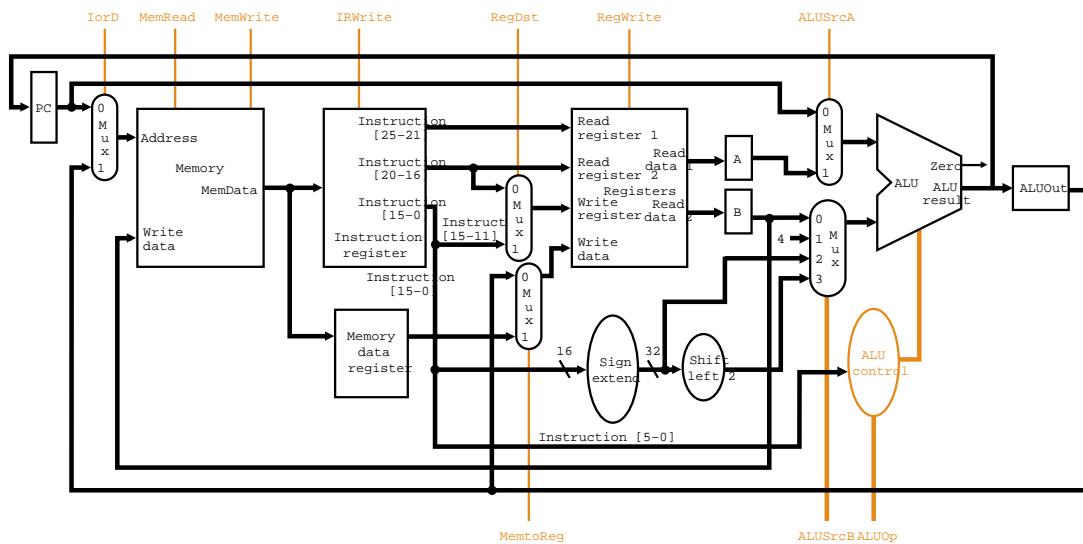 IorD MemRead MemWrite IRWrite RegDst RegWrite ALUSrcA
PC
0
M
u
x
1
Address
Memory
MemData
Write
data
Instruction
[25-21]
Instruction
[20-16]
Instruction
[15-0]
Instruction
register
Instruct
[15-11]
Instruction
[15-0]
0
M
u
x
1
0
M
u
x
1
Memory
data
register
Read
register 1
Read
register 2
Registers
Write
register
Write
data
Read
data 1
Read
data 2
A
B
4
0
M
u
x
1
0
1
2
3
M
u
x
Zero
ALU
ALU
result
ALUOut
16
Sign
extend
32
Shift
left 2
ALU
control
Instruction [5-0]
MemtoReg ALUSrcB ALUOp